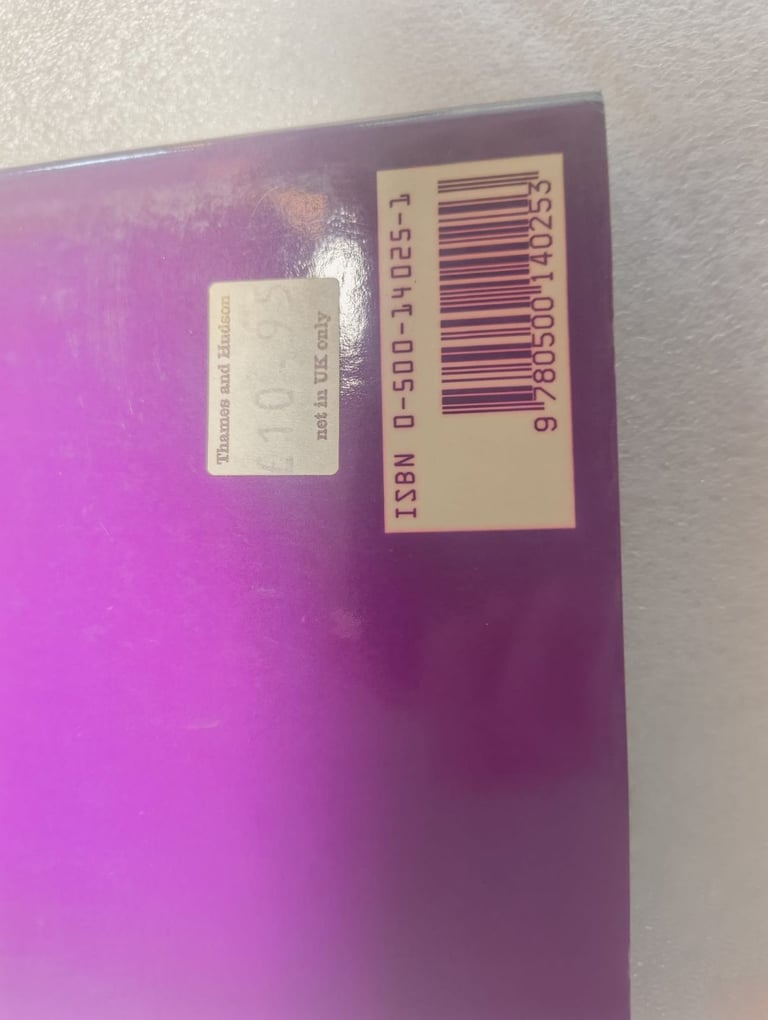 Thames and Hudson
£10-95
net in UK only
ISBN 0-500-14025-1
9 780500 140253